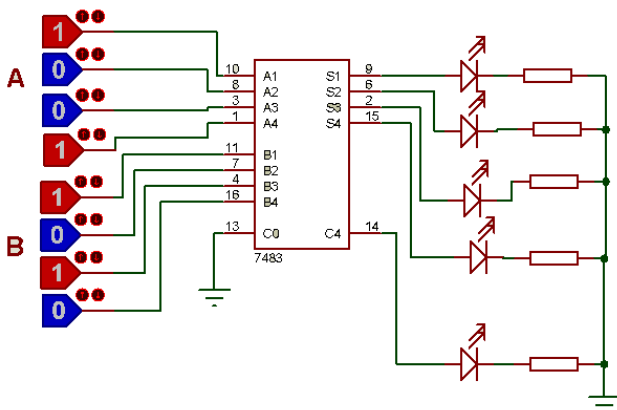 1
0
A
0
1
1
0
B
1
0
10 A1 S1 9
8 A2 S2 6
3 A3 S3 2
1 A4 S4 15
11 B1
7 B2
4 B3
16 B4
13 C0 C4 14
7483